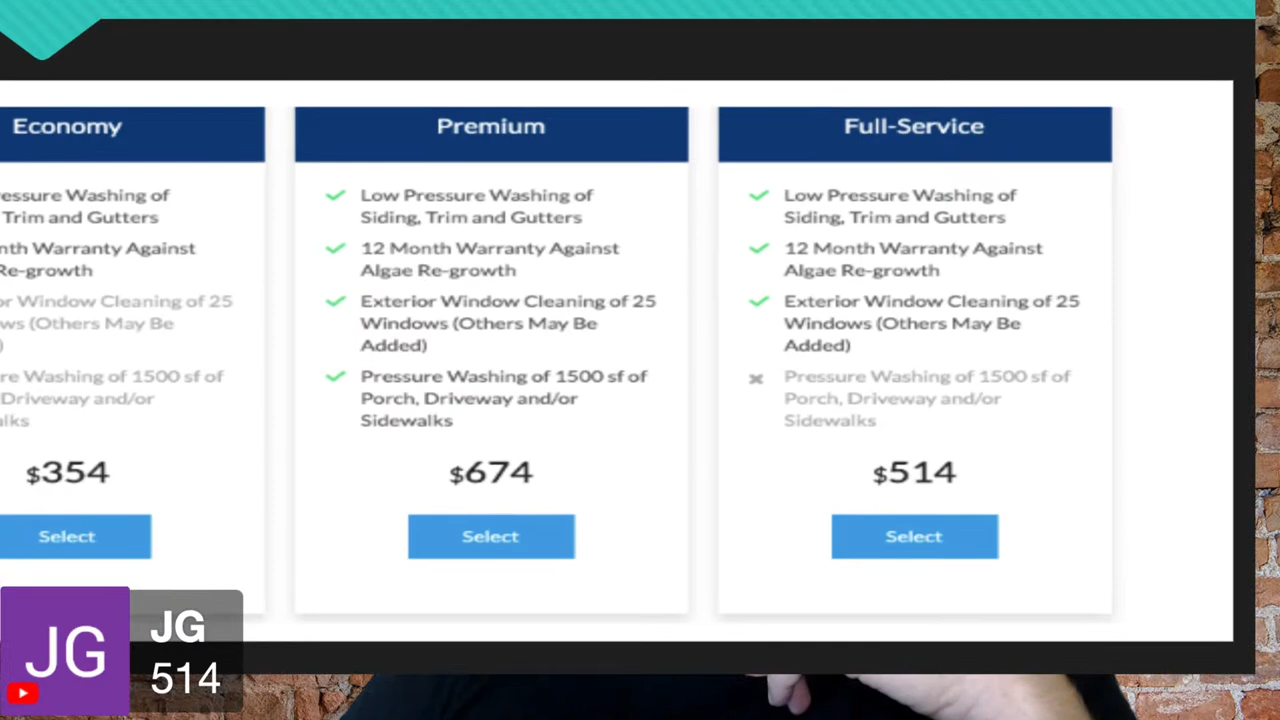 Economy
essure Washing of
Trim and Gutters
nth Warranty Against
Re-growth
or Window Cleaning of 25
ws (Others May Be
)
re Washing of 1500 sf of
Driveway and/or
alks
$354
Select
Premium
Low Pressure Washing of
Siding, Trim and Gutters
12 Month Warranty Against
Algae Re-growth
Exterior Window Cleaning of 25
Windows (Others May Be
Added)
Pressure Washing of 1500 sf of
Porch, Driveway and/or
Sidewalks
$674
Select
Full-Service
Low Pressure Washing of
Siding, Trim and Gutters
12 Month Warranty Against
Algae Re-growth
Exterior Window Cleaning of 25
Windows (Others May Be
Added)
Pressure Washing of 1500 sf of
Porch, Driveway and/or
Sidewalks
$514
Select
JG
JG
514